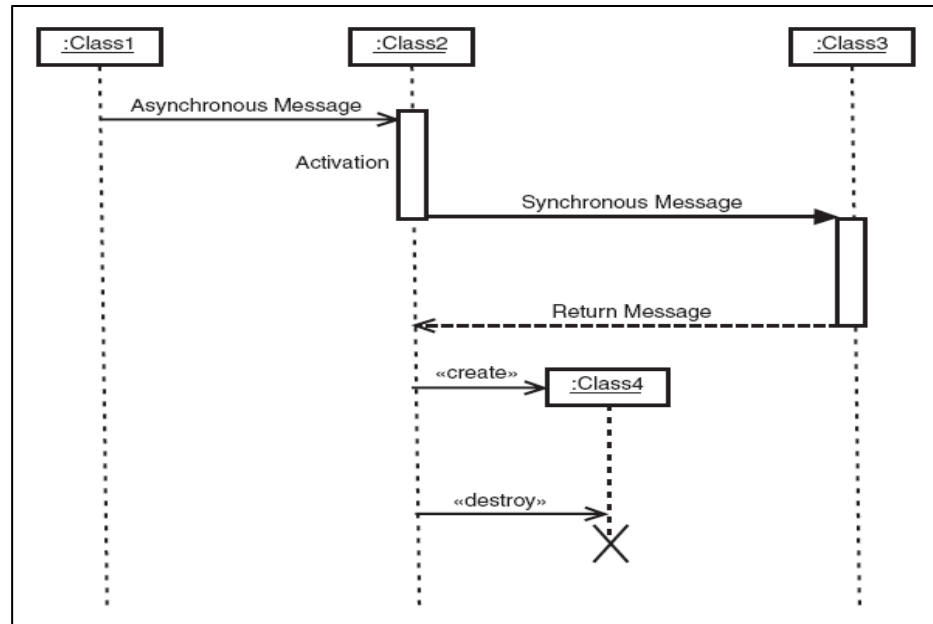 :Class1
:Class2
:Class3
Asynchronous Message
Activation
Synchronous Message
Return Message
«create»
:Class4
«destroy»